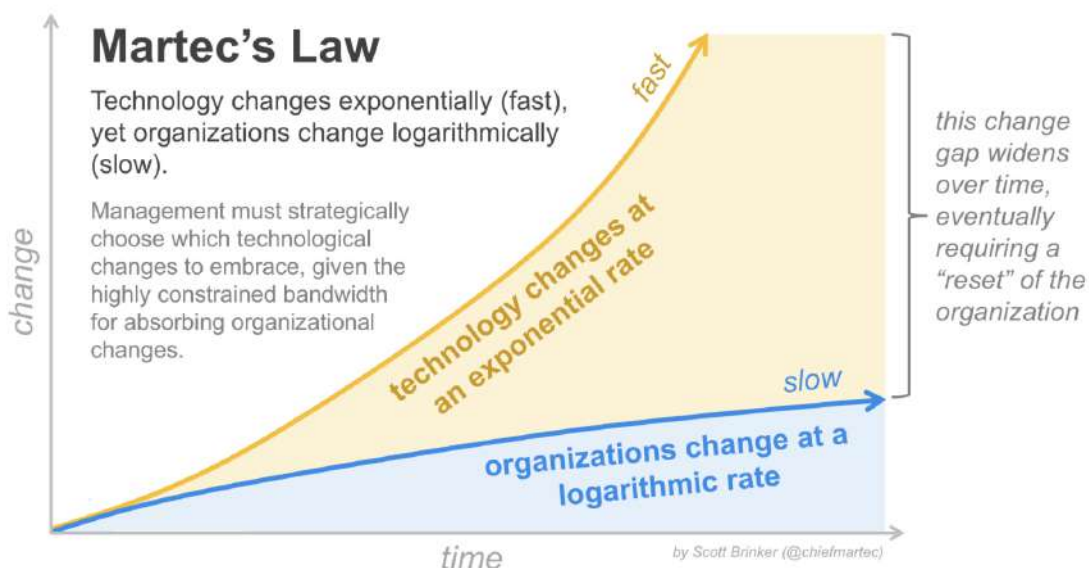 Martec's Law
Technology changes exponentially (fast),
yet organizations change logarithmically
(slow).
Management must strategically
choose which technological
changes to embrace, given the
highly constrained bandwidth
for absorbing organizational
changes.
change
fast
technology changes at
an exponential rate
slow
organizations change at a
logarithmic rate
this change
gap widens
over time,
eventually
requiring a
“reset” of the
organization
time
by Scott Brinker (@chiefmartec)